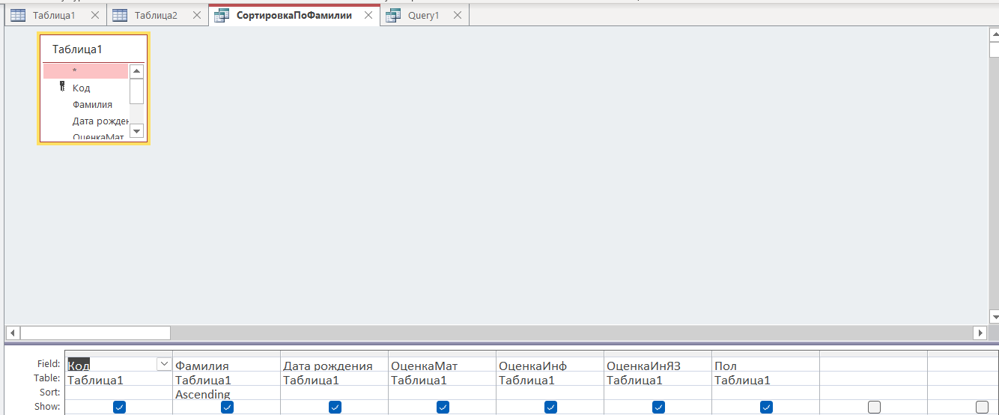 Таблица1 Таблица2 СортировкаПоФамилии Query1
Таблица1
*
Код
Фамилия
Дата рожден
ОценкаМат
Field: Код Фамилия Дата рождения ОценкаМат ОценкаИнф ОценкаИнЯЗ Пол
Table: Таблица1 Таблица1 Таблица1 Таблица1 Таблица1 Таблица1 Таблица1
Sort: Ascending
Show: